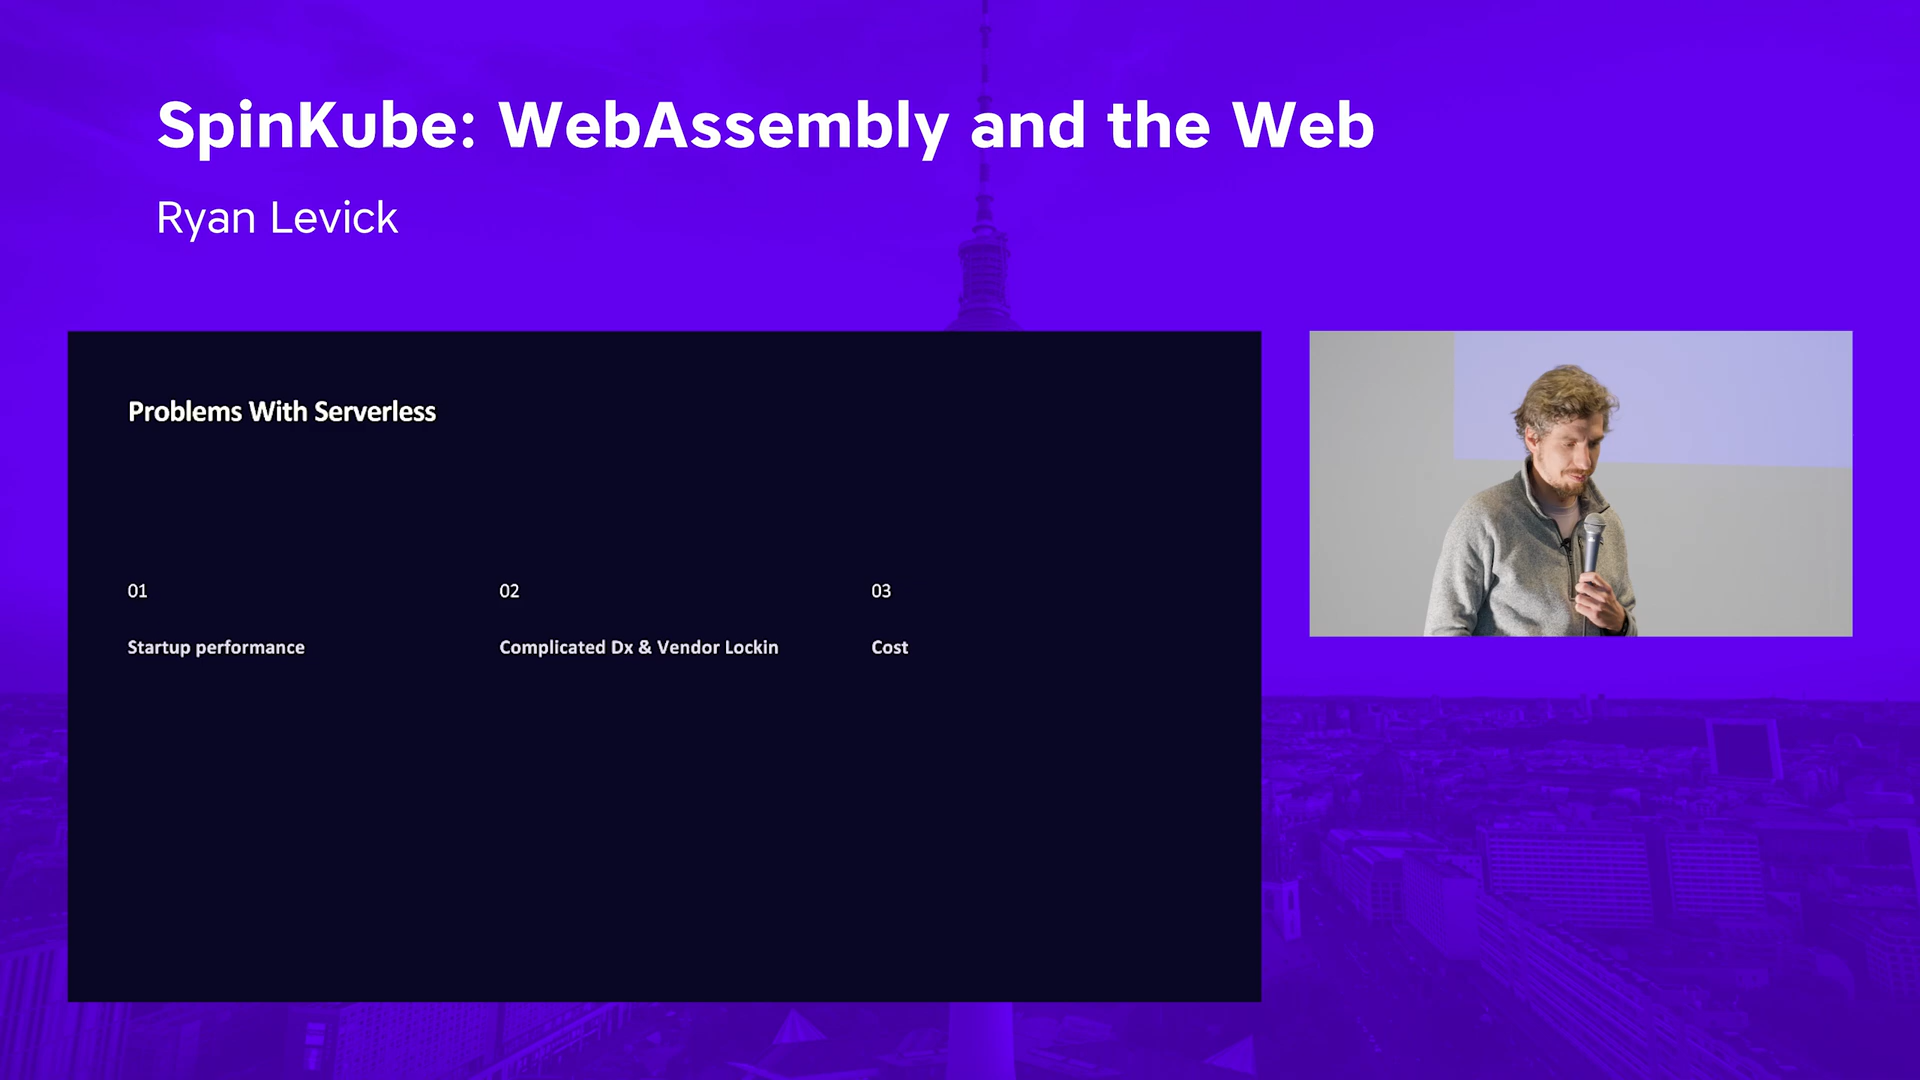 SpinKube: WebAssembly and the Web
Ryan Levick
Problems With Serverless
01
02
03
Startup performance
Complicated Dx & Vendor Lockin
Cost